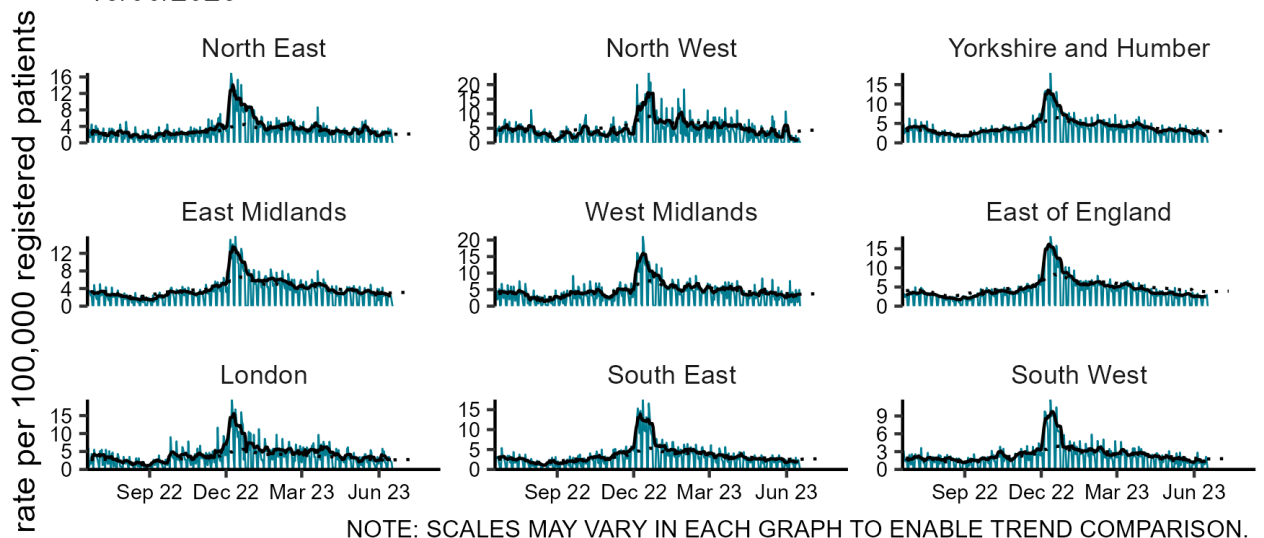 rate per 100,000 registered patients
North East
North West
Yorkshire and Humber
16
12
8
4
0
20
15
10
5
0
15
10
5
0
East Midlands
West Midlands
East of England
12
8
4
0
20
15
10
5
0
15
10
5
0
London
South East
South West
15
10
5
0
15
10
5
0
9
6
3
0
Sep 22 Dec 22 Mar 23 Jun 23
Sep 22 Dec 22 Mar 23 Jun 23
Sep 22 Dec 22 Mar 23 Jun 23
NOTE: SCALES MAY VARY IN EACH GRAPH TO ENABLE TREND COMPARISON.